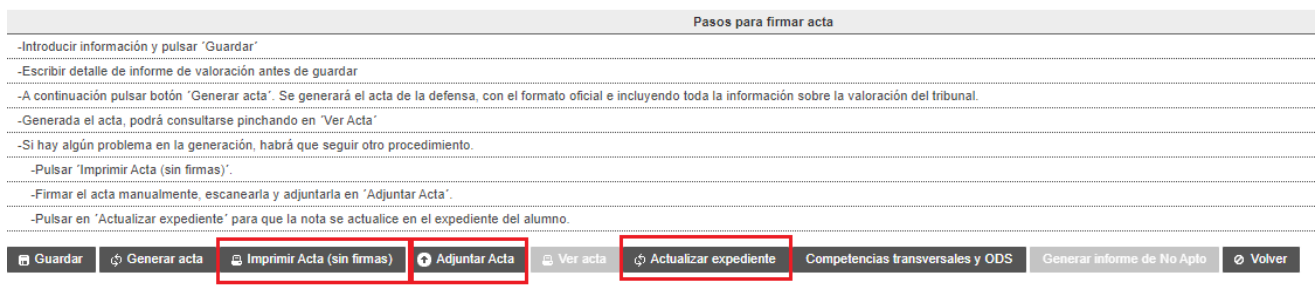 Pasos para firmar acta
-Introducir información y pulsar ´Guardar´
-Escribir detalle de informe de valoración antes de guardar
-A continuación pulsar botón ´Generar acta´. Se generará el acta de la defensa, con el formato oficial e incluyendo toda la información sobre la valoración del tribunal.
-Generada el acta, podrá consultarse pinchando en ´Ver Acta´
-Si hay algún problema en la generación, habrá que seguir otro procedimiento.
-Pulsar ´Imprimir Acta (sin firmas)´.
-Firmar el acta manualmente, escanearla y adjuntarla en ´Adjuntar Acta´.
-Pulsar en ´Actualizar expediente´ para que la nota se actualice en el expediente del alumno.
Guardar Generar acta Imprimir Acta (sin firmas) Adjuntar Acta Ver acta Actualizar expediente Competencias transversales y ODS Generar informe de No Apto Volver